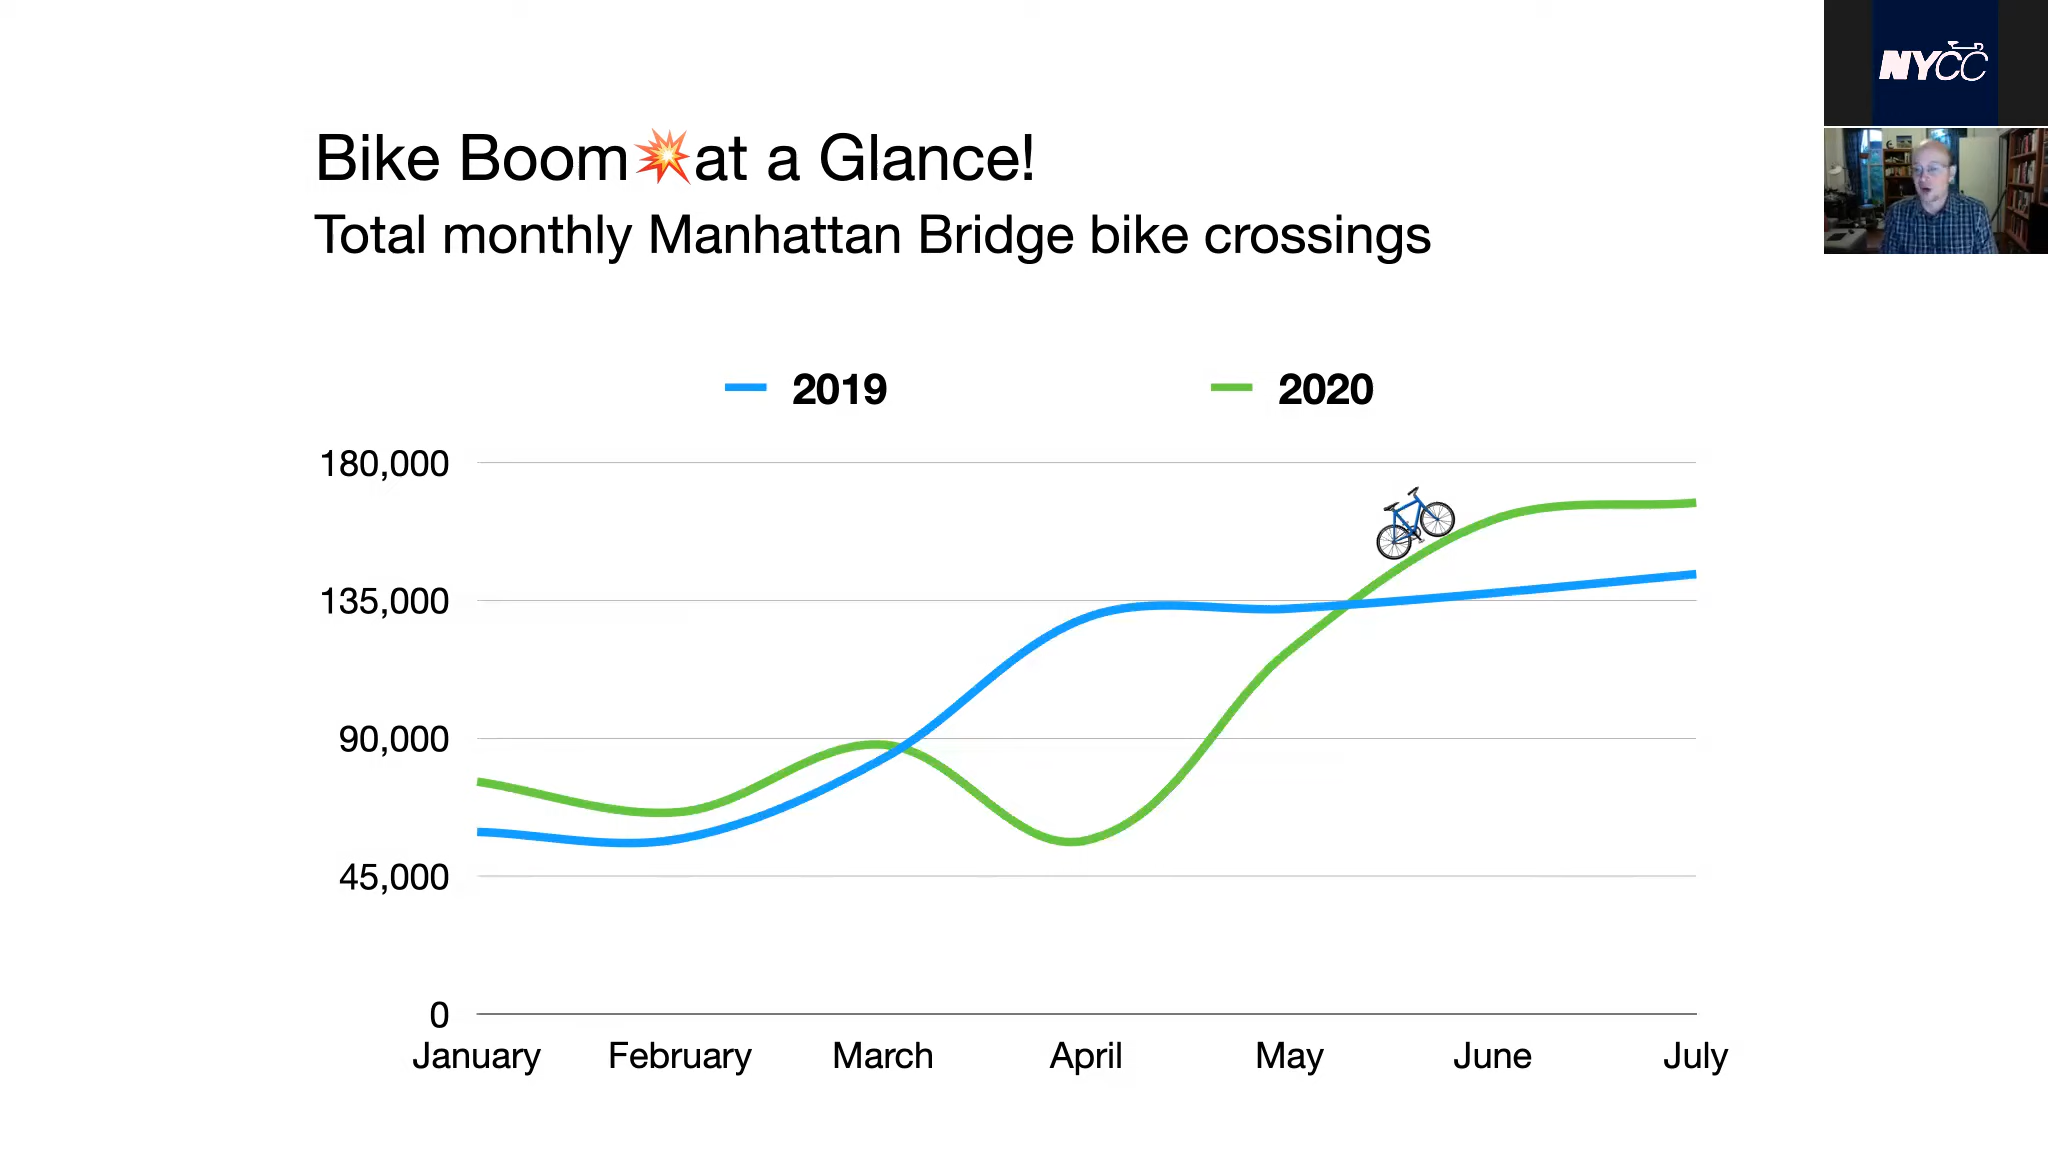 NYCC
Bike Boom💥at a Glance!
Total monthly Manhattan Bridge bike crossings
2019 2020
180,000
135,000
90,000
45,000
0
January February March April May June July